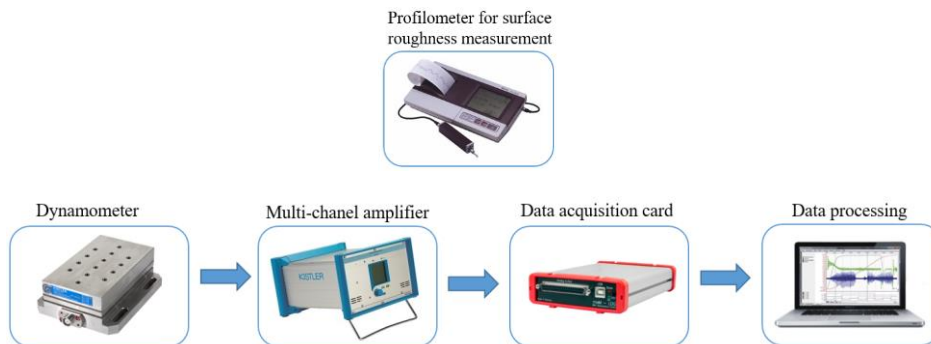 Profilometer for surface
roughness measurement
Dynamometer
Multi-chanel amplifier
Data acquisition card
Data processing
KISTLER